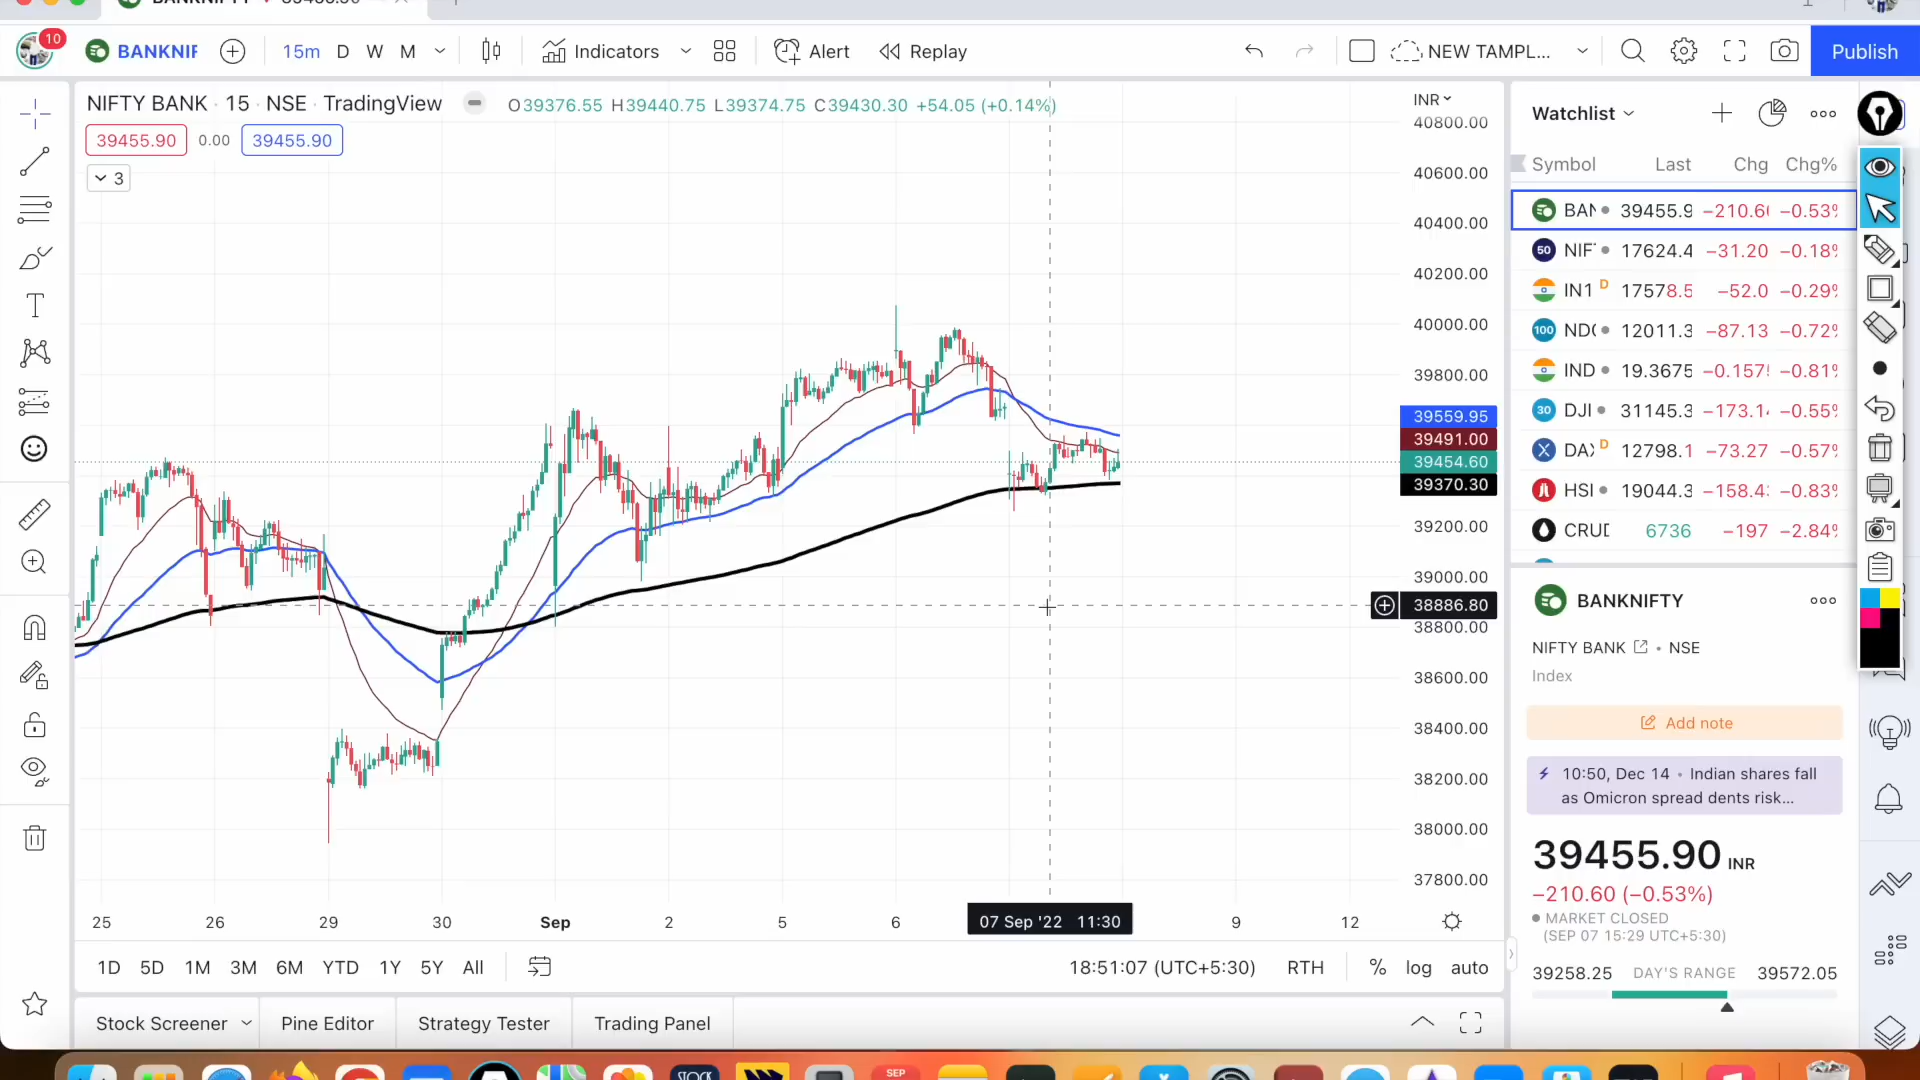 10
BANKNIF
15m
D
W
M
Indicators
Alert
Replay
NEW TAMPL...
Publish
NIFTY BANK · 15 · NSE · TradingView
O39376.55 H39440.75 L39374.75 C39430.30 +54.05 (+0.14%)
39455.90 0.00 39455.90
3
INR
40800.00
40600.00
40400.00
40200.00
40000.00
39800.00
39559.95
39491.00
39454.60
39370.30
39200.00
39000.00
38886.80
38800.00
38600.00
38400.00
38200.00
38000.00
37800.00
25 26 29 30 Sep 2 5 6 07 Sep '22 11:30 9 12
1D 5D 1M 3M 6M YTD 1Y 5Y All
18:51:07 (UTC+5:30) RTH % log auto
Stock Screener Pine Editor Strategy Tester Trading Panel
Watchlist
Symbol Last Chg Chg%
BAN 39455.9 −210.6 −0.53%
50 NIF 17624.4 −31.20 −0.18%
IN1 D 17578.5 −52.0 −0.29%
100 ND 12011.3 −87.13 −0.72%
IND 19.3675 −0.157 −0.81%
30 DJI 31145.3 −173.1 −0.55%
DA D 12798.1 −73.27 −0.57%
HSI 19044.3 −158.4 −0.83%
CRUD 6736 −197 −2.84%
BANKNIFTY
NIFTY BANK • NSE
Index
Add note
10:50, Dec 14 • Indian shares fall
as Omicron spread dents risk...
39455.90 INR
−210.60 (−0.53%)
MARKET CLOSED
(SEP 07 15:29 UTC+5:30)
39258.25 DAY'S RANGE 39572.05
STOCK
SEP